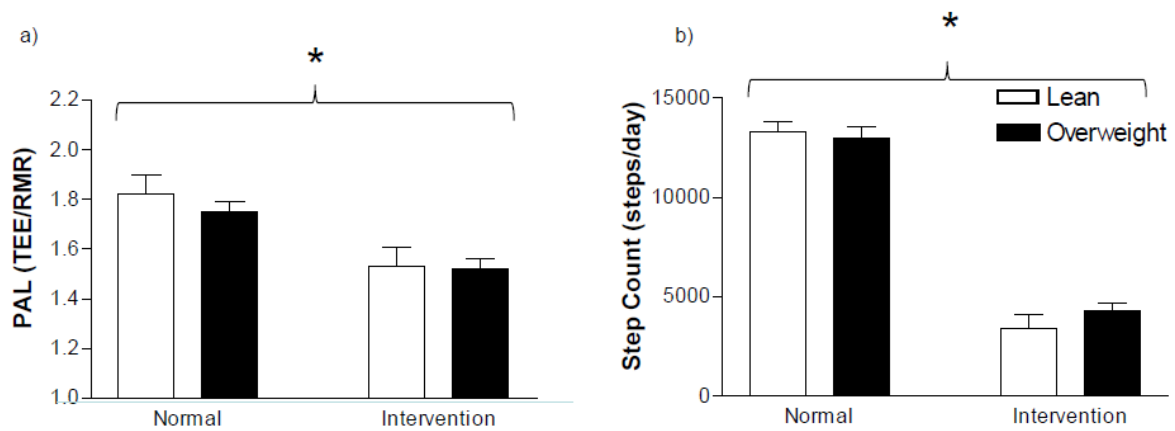 a)
*
PAL (TEE/RMR)
2.2
2.0
1.8
1.6
1.4
1.2
1.0
Normal
Intervention
b)
*
Step Count (steps/day)
15000
10000
5000
0
Lean
Overweight
Normal
Intervention